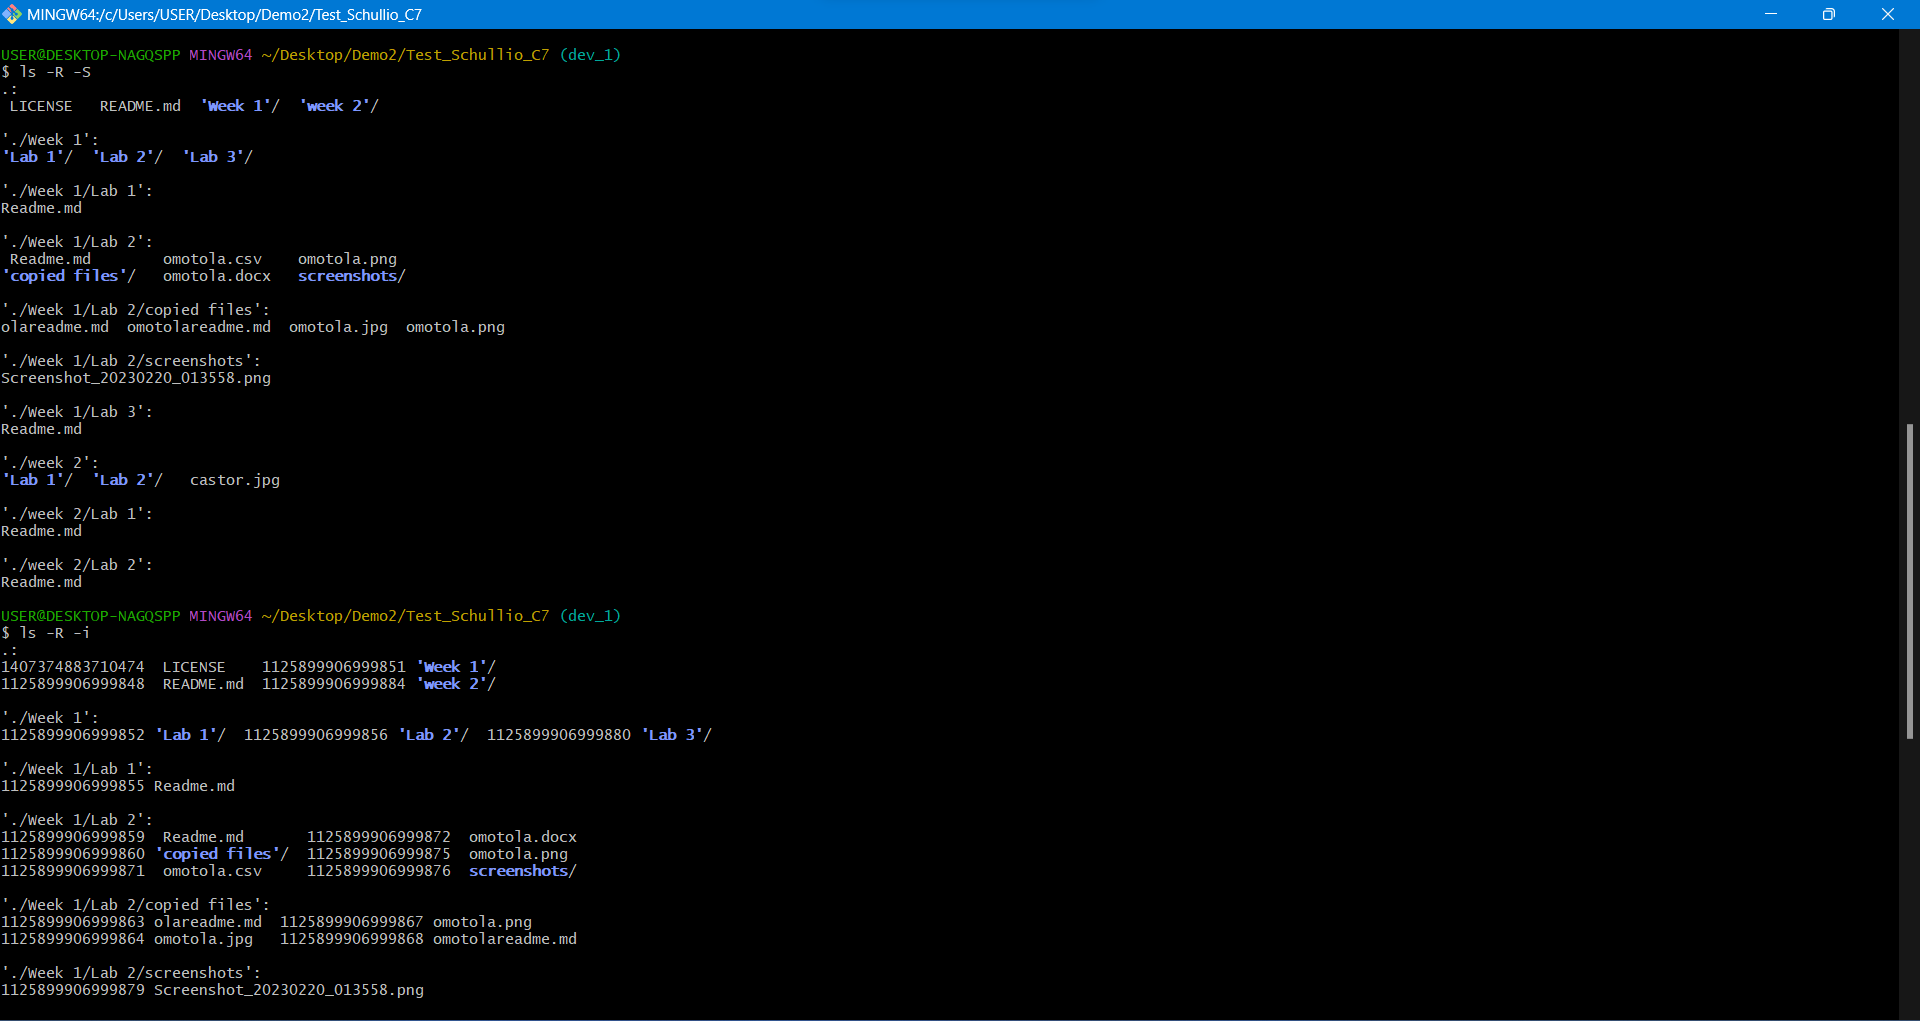 MINGW64:/c/Users/USER/Desktop/Demo2/Test_Schullio_C7
USER@DESKTOP-NAGQSPP MINGW64 ~/Desktop/Demo2/Test_Schullio_C7 (dev_1)
$ ls -R -S
.:
 LICENSE   README.md  'Week 1'/  'week 2'/
'./Week 1':
'Lab 1'/  'Lab 2'/  'Lab 3'/
'./Week 1/Lab 1':
Readme.md
'./Week 1/Lab 2':
 Readme.md        omotola.csv    omotola.png
'copied files'/   omotola.docx   screenshots/
'./Week 1/Lab 2/copied files':
olareadme.md  omotolareadme.md  omotola.jpg  omotola.png
'./Week 1/Lab 2/screenshots':
Screenshot_20230220_013558.png
'./Week 1/Lab 3':
Readme.md
'./week 2':
'Lab 1'/  'Lab 2'/   castor.jpg
'./week 2/Lab 1':
Readme.md
'./week 2/Lab 2':
Readme.md
USER@DESKTOP-NAGQSPP MINGW64 ~/Desktop/Demo2/Test_Schullio_C7 (dev_1)
$ ls -R -i
.:
1407374883710474  LICENSE    1125899906999851 'Week 1'/
1125899906999848  README.md  1125899906999884 'week 2'/
'./Week 1':
1125899906999852 'Lab 1'/  1125899906999856 'Lab 2'/  1125899906999880 'Lab 3'/
'./Week 1/Lab 1':
1125899906999855 Readme.md
'./Week 1/Lab 2':
1125899906999859  Readme.md       1125899906999872  omotola.docx
1125899906999860 'copied files'/  1125899906999875  omotola.png
1125899906999871  omotola.csv     1125899906999876  screenshots/
'./Week 1/Lab 2/copied files':
1125899906999863 olareadme.md  1125899906999867 omotola.png
1125899906999864 omotola.jpg   1125899906999868 omotolareadme.md
'./Week 1/Lab 2/screenshots':
1125899906999879 Screenshot_20230220_013558.png